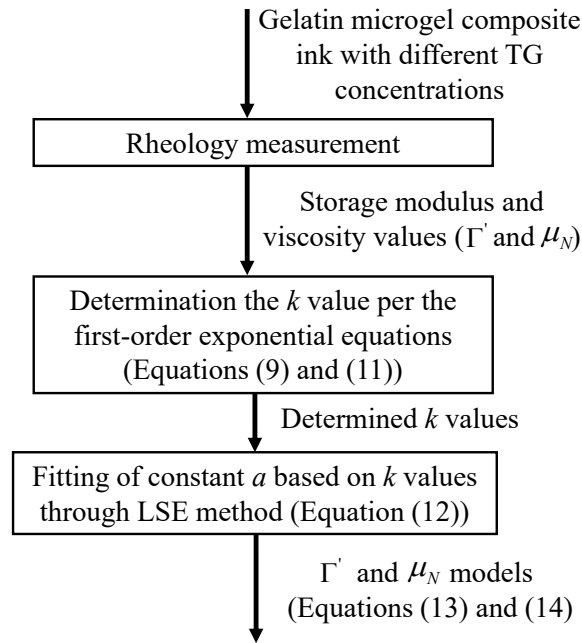 Gelatin microgel composite
ink with different TG
concentrations
Rheology measurement
Storage modulus and
viscosity values (Γ' and μN)
Determination the k value per the
first-order exponential equations
(Equations (9) and (11))
Determined k values
Fitting of constant a based on k values
through LSE method (Equation (12))
Γ' and μN models
(Equations (13) and (14)